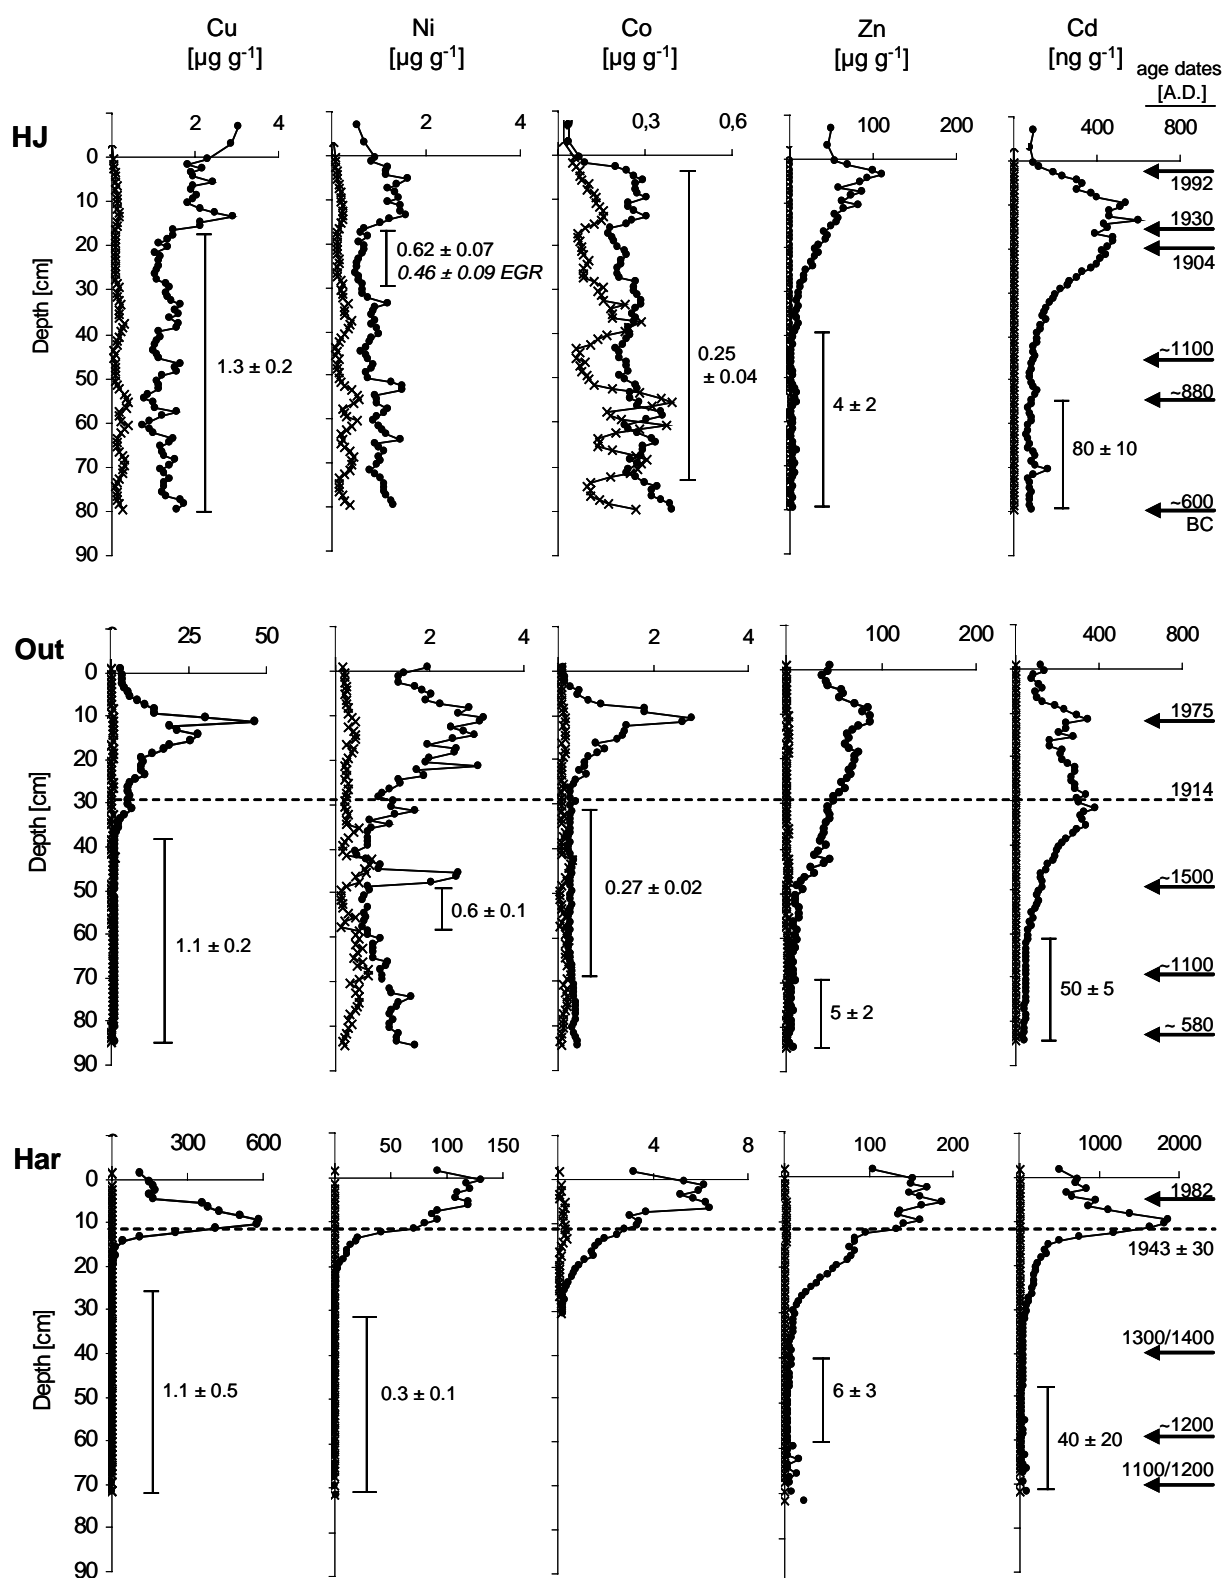 Cu Ni Co Zn Cd
[µg g-1] [µg g-1] [µg g-1] [µg g-1] [ng g-1]
age dates
[A.D.]
HJ
2 4 2 4 0,3 0,6 100 200 400 800
0
10
20
30
40
50
60
70
80
90
Depth [cm]
1.3 ± 0.2
0.62 ± 0.07
0.46 ± 0.09 EGR
0.25
± 0.04
4 ± 2
80 ± 10
1992
1930
1904
~1100
~880
~600
BC
Out
25 50 2 4 2 4 100 200 400 800
0
10
20
30
40
50
60
70
80
90
Depth [cm]
1.1 ± 0.2
0.6 ± 0.1
0.27 ± 0.02
5 ± 2
50 ± 5
1975
1914
~1500
~1100
~ 580
Har
300 600 50 100 150 4 8 100 200 1000 2000
0
10
20
30
40
50
60
70
80
90
Depth [cm]
1.1 ± 0.5
0.3 ± 0.1
6 ± 3
40 ± 20
1982
1943 ± 30
1300/1400
~1200
1100/1200